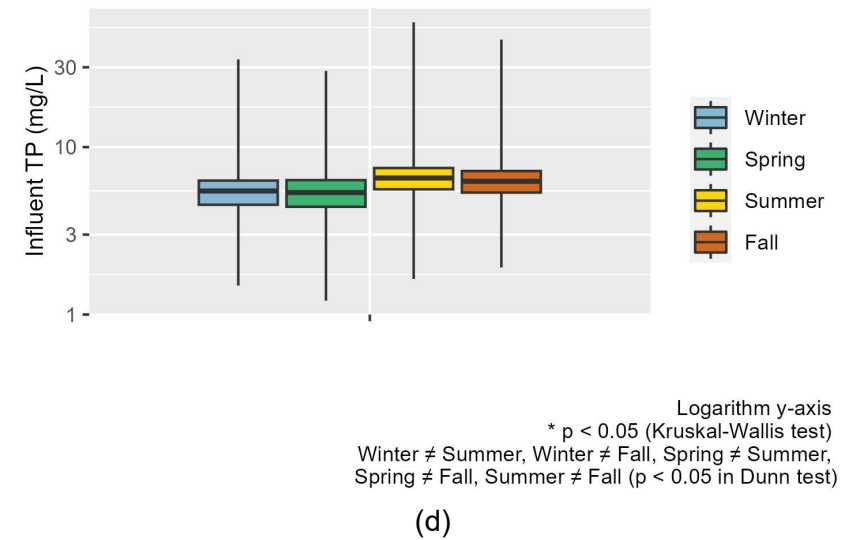 Influent TP (mg/L)
30
10
3
1
Winter
Spring
Summer
Fall
Logarithm y-axis
* p < 0.05 (Kruskal-Wallis test)
Winter ≠ Summer, Winter ≠ Fall, Spring ≠ Summer,
Spring ≠ Fall, Summer ≠ Fall (p < 0.05 in Dunn test)
(d)